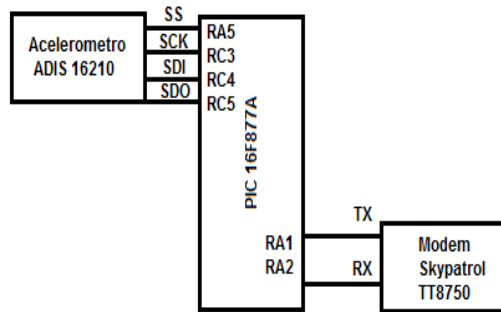 Acelerometro
ADIS 16210
SS
SCK
SDI
SDO
RA5
RC3
RC4
RC5
PIC 16F877A
RA1
RA2
TX
RX
Modem
Skypatrol
TT8750